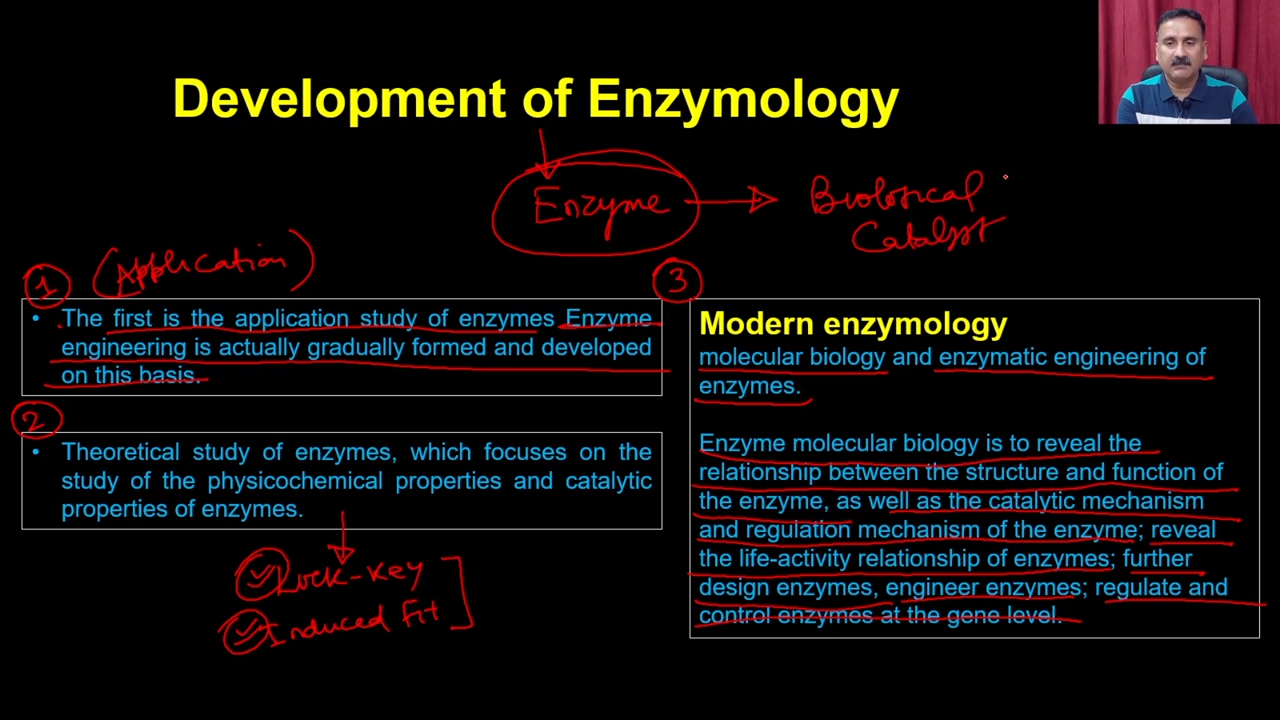 Development of Enzymology
Enzyme
Biological
Catalyst
1
(Application)
• The first is the application study of enzymes Enzyme
engineering is actually gradually formed and developed
on this basis.
2
• Theoretical study of enzymes, which focuses on the
study of the physicochemical properties and catalytic
properties of enzymes.
Lock-Key
Induced Fit
3
Modern enzymology
molecular biology and enzymatic engineering of
enzymes.
Enzyme molecular biology is to reveal the
relationship between the structure and function of
the enzyme, as well as the catalytic mechanism
and regulation mechanism of the enzyme; reveal
the life-activity relationship of enzymes; further
design enzymes, engineer enzymes; regulate and
control enzymes at the gene level.